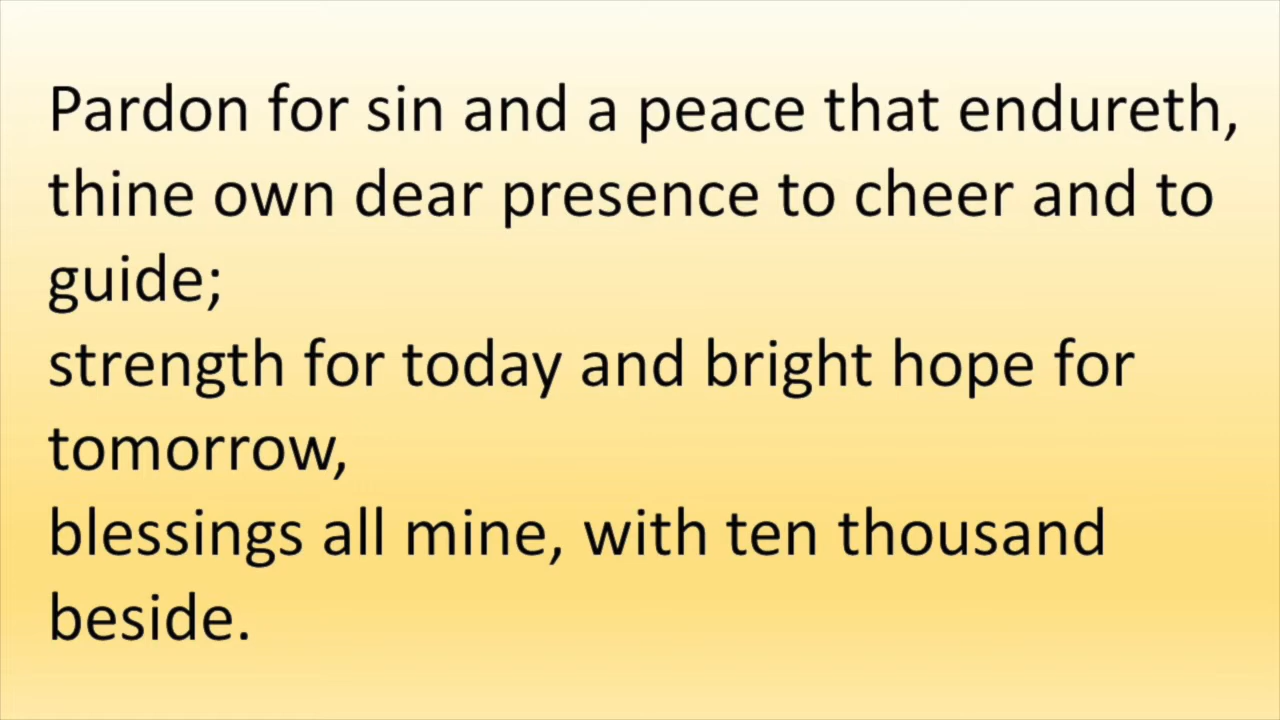 Pardon for sin and a peace that endureth,
thine own dear presence to cheer and to
guide;
strength for today and bright hope for
tomorrow,
blessings all mine, with ten thousand
beside.